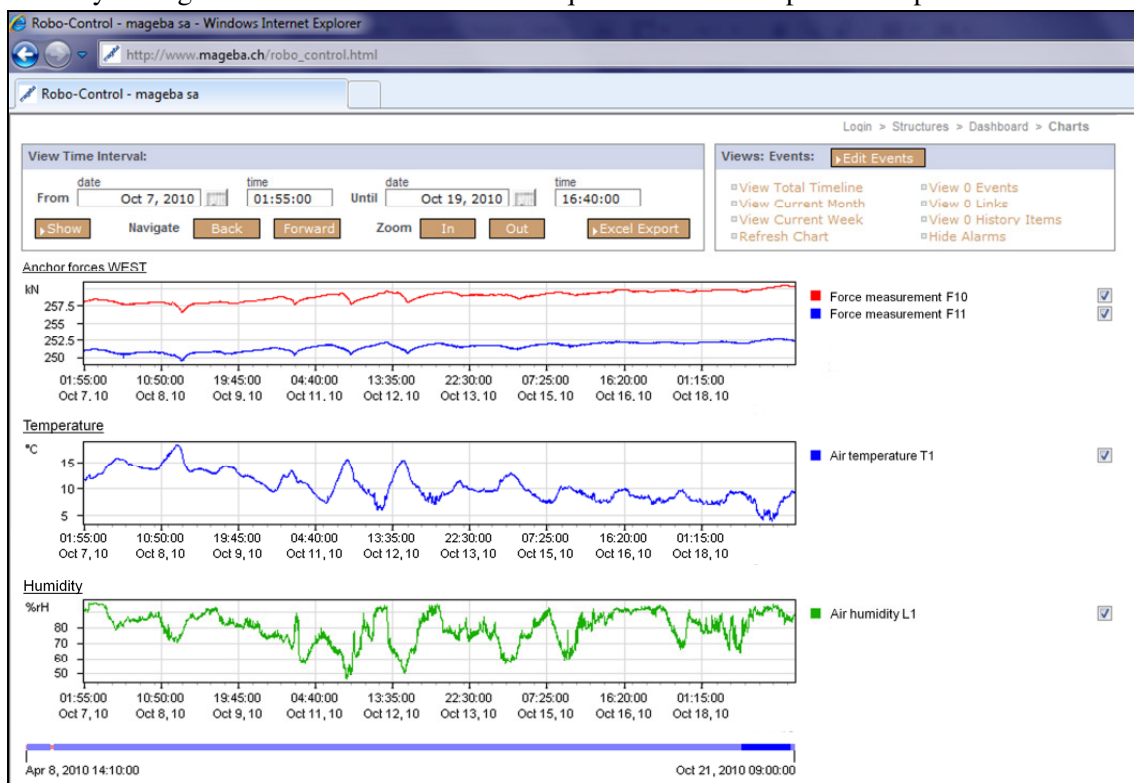 Robo-Control - mageba sa - Windows Internet Explorer
http://www.mageba.ch/robo_control.html
Robo-Control - mageba sa
Login > Structures > Dashboard > Charts
View Time Interval:
Views: Events: Edit Events
date time date time
From Oct 7, 2010 01:55:00 Until Oct 19, 2010 16:40:00
View Total Timeline View 0 Events
View Current Month View 0 Links
View Current Week View 0 History Items
Refresh Chart Hide Alarms
Show Navigate Back Forward Zoom In Out Excel Export
Anchor forces WEST
kN
257.5
255
252.5
250
Force measurement F10
Force measurement F11
01:55:00 10:50:00 19:45:00 04:40:00 13:35:00 22:30:00 07:25:00 16:20:00 01:15:00
Oct 7, 10 Oct 8, 10 Oct 9, 10 Oct 11, 10 Oct 12, 10 Oct 13, 10 Oct 15, 10 Oct 16, 10 Oct 18, 10
Temperature
°C
15
10
5
Air temperature T1
01:55:00 10:50:00 19:45:00 04:40:00 13:35:00 22:30:00 07:25:00 16:20:00 01:15:00
Oct 7, 10 Oct 8, 10 Oct 9, 10 Oct 11, 10 Oct 12, 10 Oct 13, 10 Oct 15, 10 Oct 16, 10 Oct 18, 10
Humidity
%rH
80
70
60
50
Air humidity L1
01:55:00 10:50:00 19:45:00 04:40:00 13:35:00 22:30:00 07:25:00 16:20:00 01:15:00
Oct 7, 10 Oct 8, 10 Oct 9, 10 Oct 11, 10 Oct 12, 10 Oct 13, 10 Oct 15, 10 Oct 16, 10 Oct 18, 10
Apr 8, 2010 14:10:00 Oct 21, 2010 09:00:00